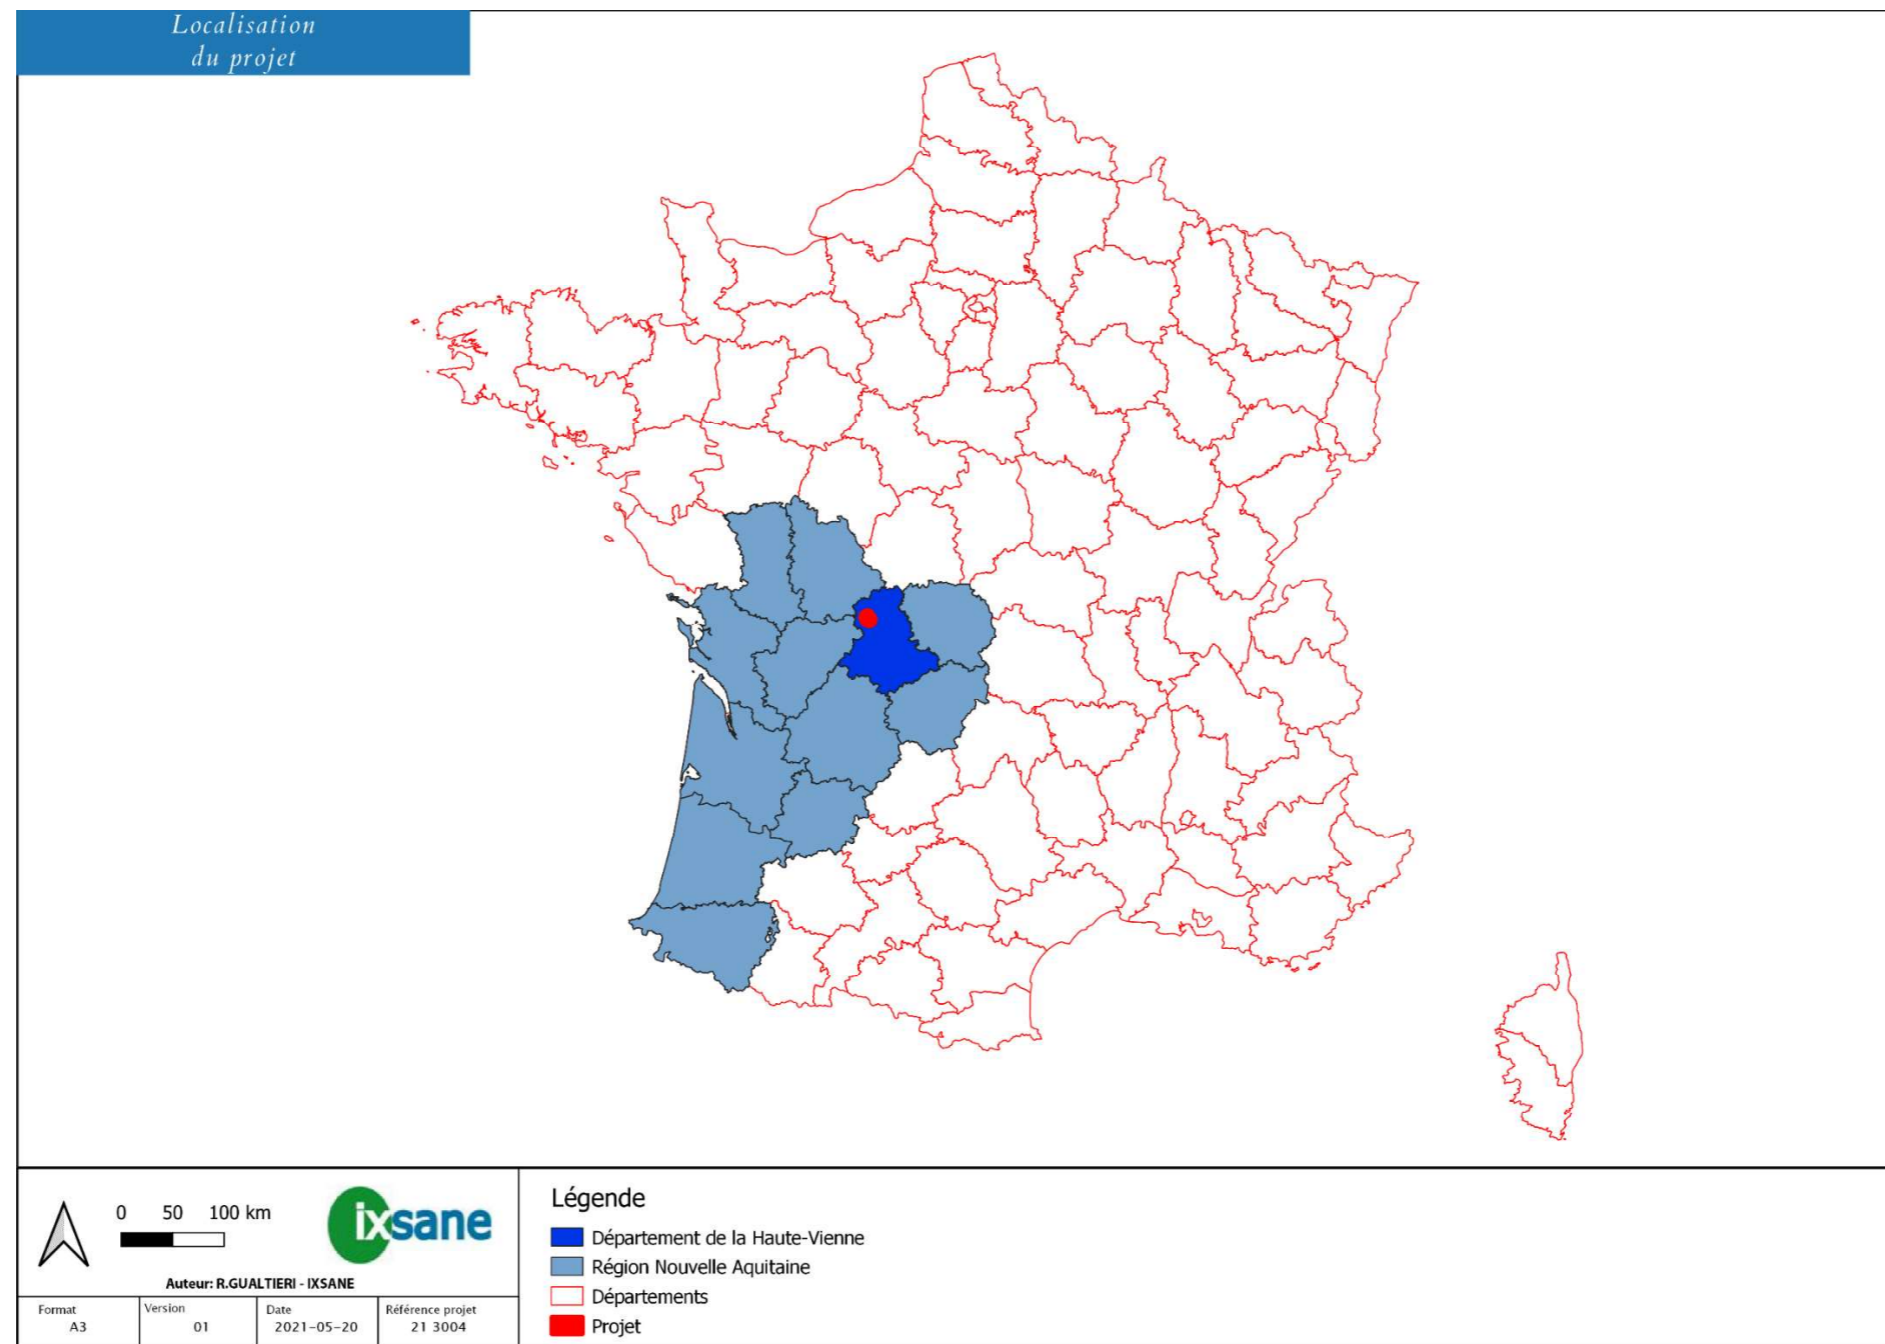 Localisation
du projet
0 50 100 km
ixsane
Auteur: R.GUALTIERI - IXSANE
Format
A3
Version
01
Date
2021-05-20
Référence projet
21 3004
Légende
Département de la Haute-Vienne
Région Nouvelle Aquitaine
Départements
Projet